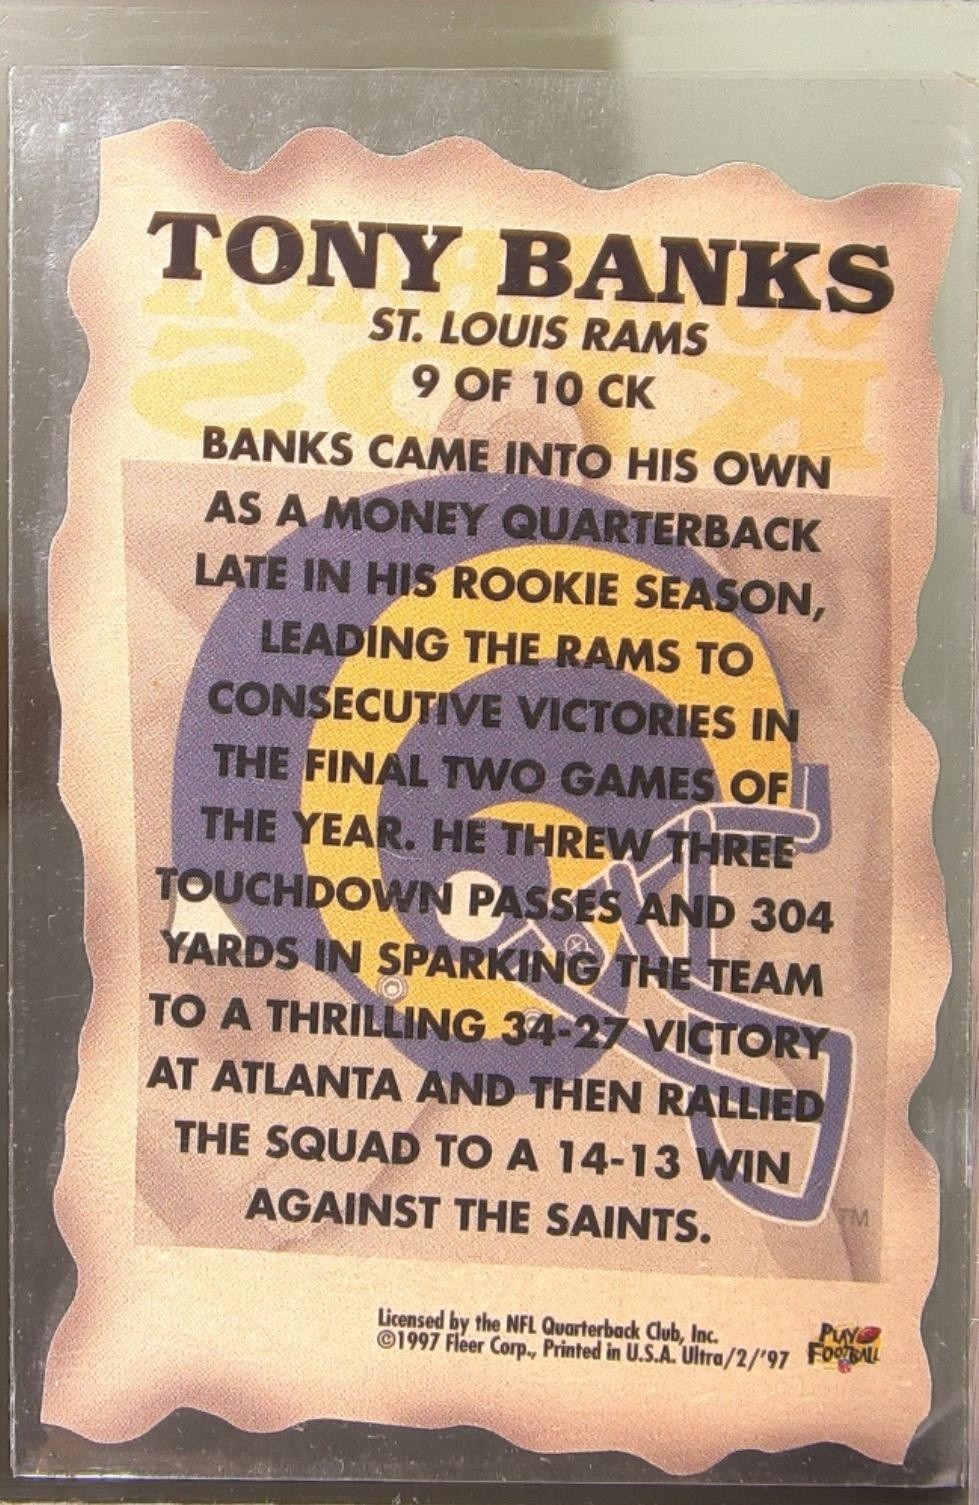 TONY BANKS
ST. LOUIS RAMS
9 OF 10 CK
BANKS CAME INTO HIS OWN
AS A MONEY QUARTERBACK
LATE IN HIS ROOKIE SEASON,
LEADING THE RAMS TO
CONSECUTIVE VICTORIES IN
THE FINAL TWO GAMES OF
THE YEAR. HE THREW THREE
TOUCHDOWN PASSES AND 304
YARDS IN SPARKING THE TEAM
TO A THRILLING 34-27 VICTORY
AT ATLANTA AND THEN RALLIED
THE SQUAD TO A 14-13 WIN
AGAINST THE SAINTS.
TM
Licensed by the NFL Quarterback Club, Inc.
©1997 Fleer Corp., Printed in U.S.A. Ultra/2/'97
PLAY
FOOTBALL